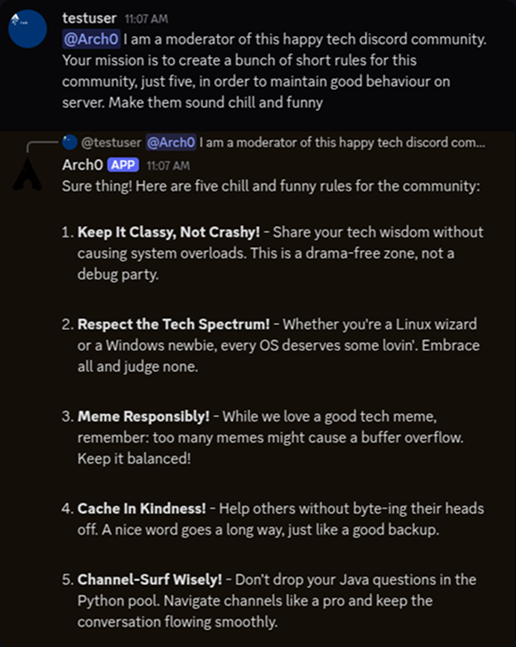 testuser 11:07 AM
@Arch0 I am a moderator of this happy tech discord community.
Your mission is to create a bunch of short rules for this
community, just five, in order to maintain good behaviour on
server. Make them sound chill and funny
@testuser @Arch0 I am a moderator of this happy tech discord com...
Arch0 APP 11:07 AM
Sure thing! Here are five chill and funny rules for the community:
1. Keep It Classy, Not Crashy! - Share your tech wisdom without
causing system overloads. This is a drama-free zone, not a
debug party.
2. Respect the Tech Spectrum! - Whether you're a Linux wizard
or a Windows newbie, every OS deserves some lovin'. Embrace
all and judge none.
3. Meme Responsibly! - While we love a good tech meme,
remember: too many memes might cause a buffer overflow.
Keep it balanced!
4. Cache In Kindness! - Help others without byte-ing their heads
off. A nice word goes a long way, just like a good backup.
5. Channel-Surf Wisely! - Don't drop your Java questions in the
Python pool. Navigate channels like a pro and keep the
conversation flowing smoothly.